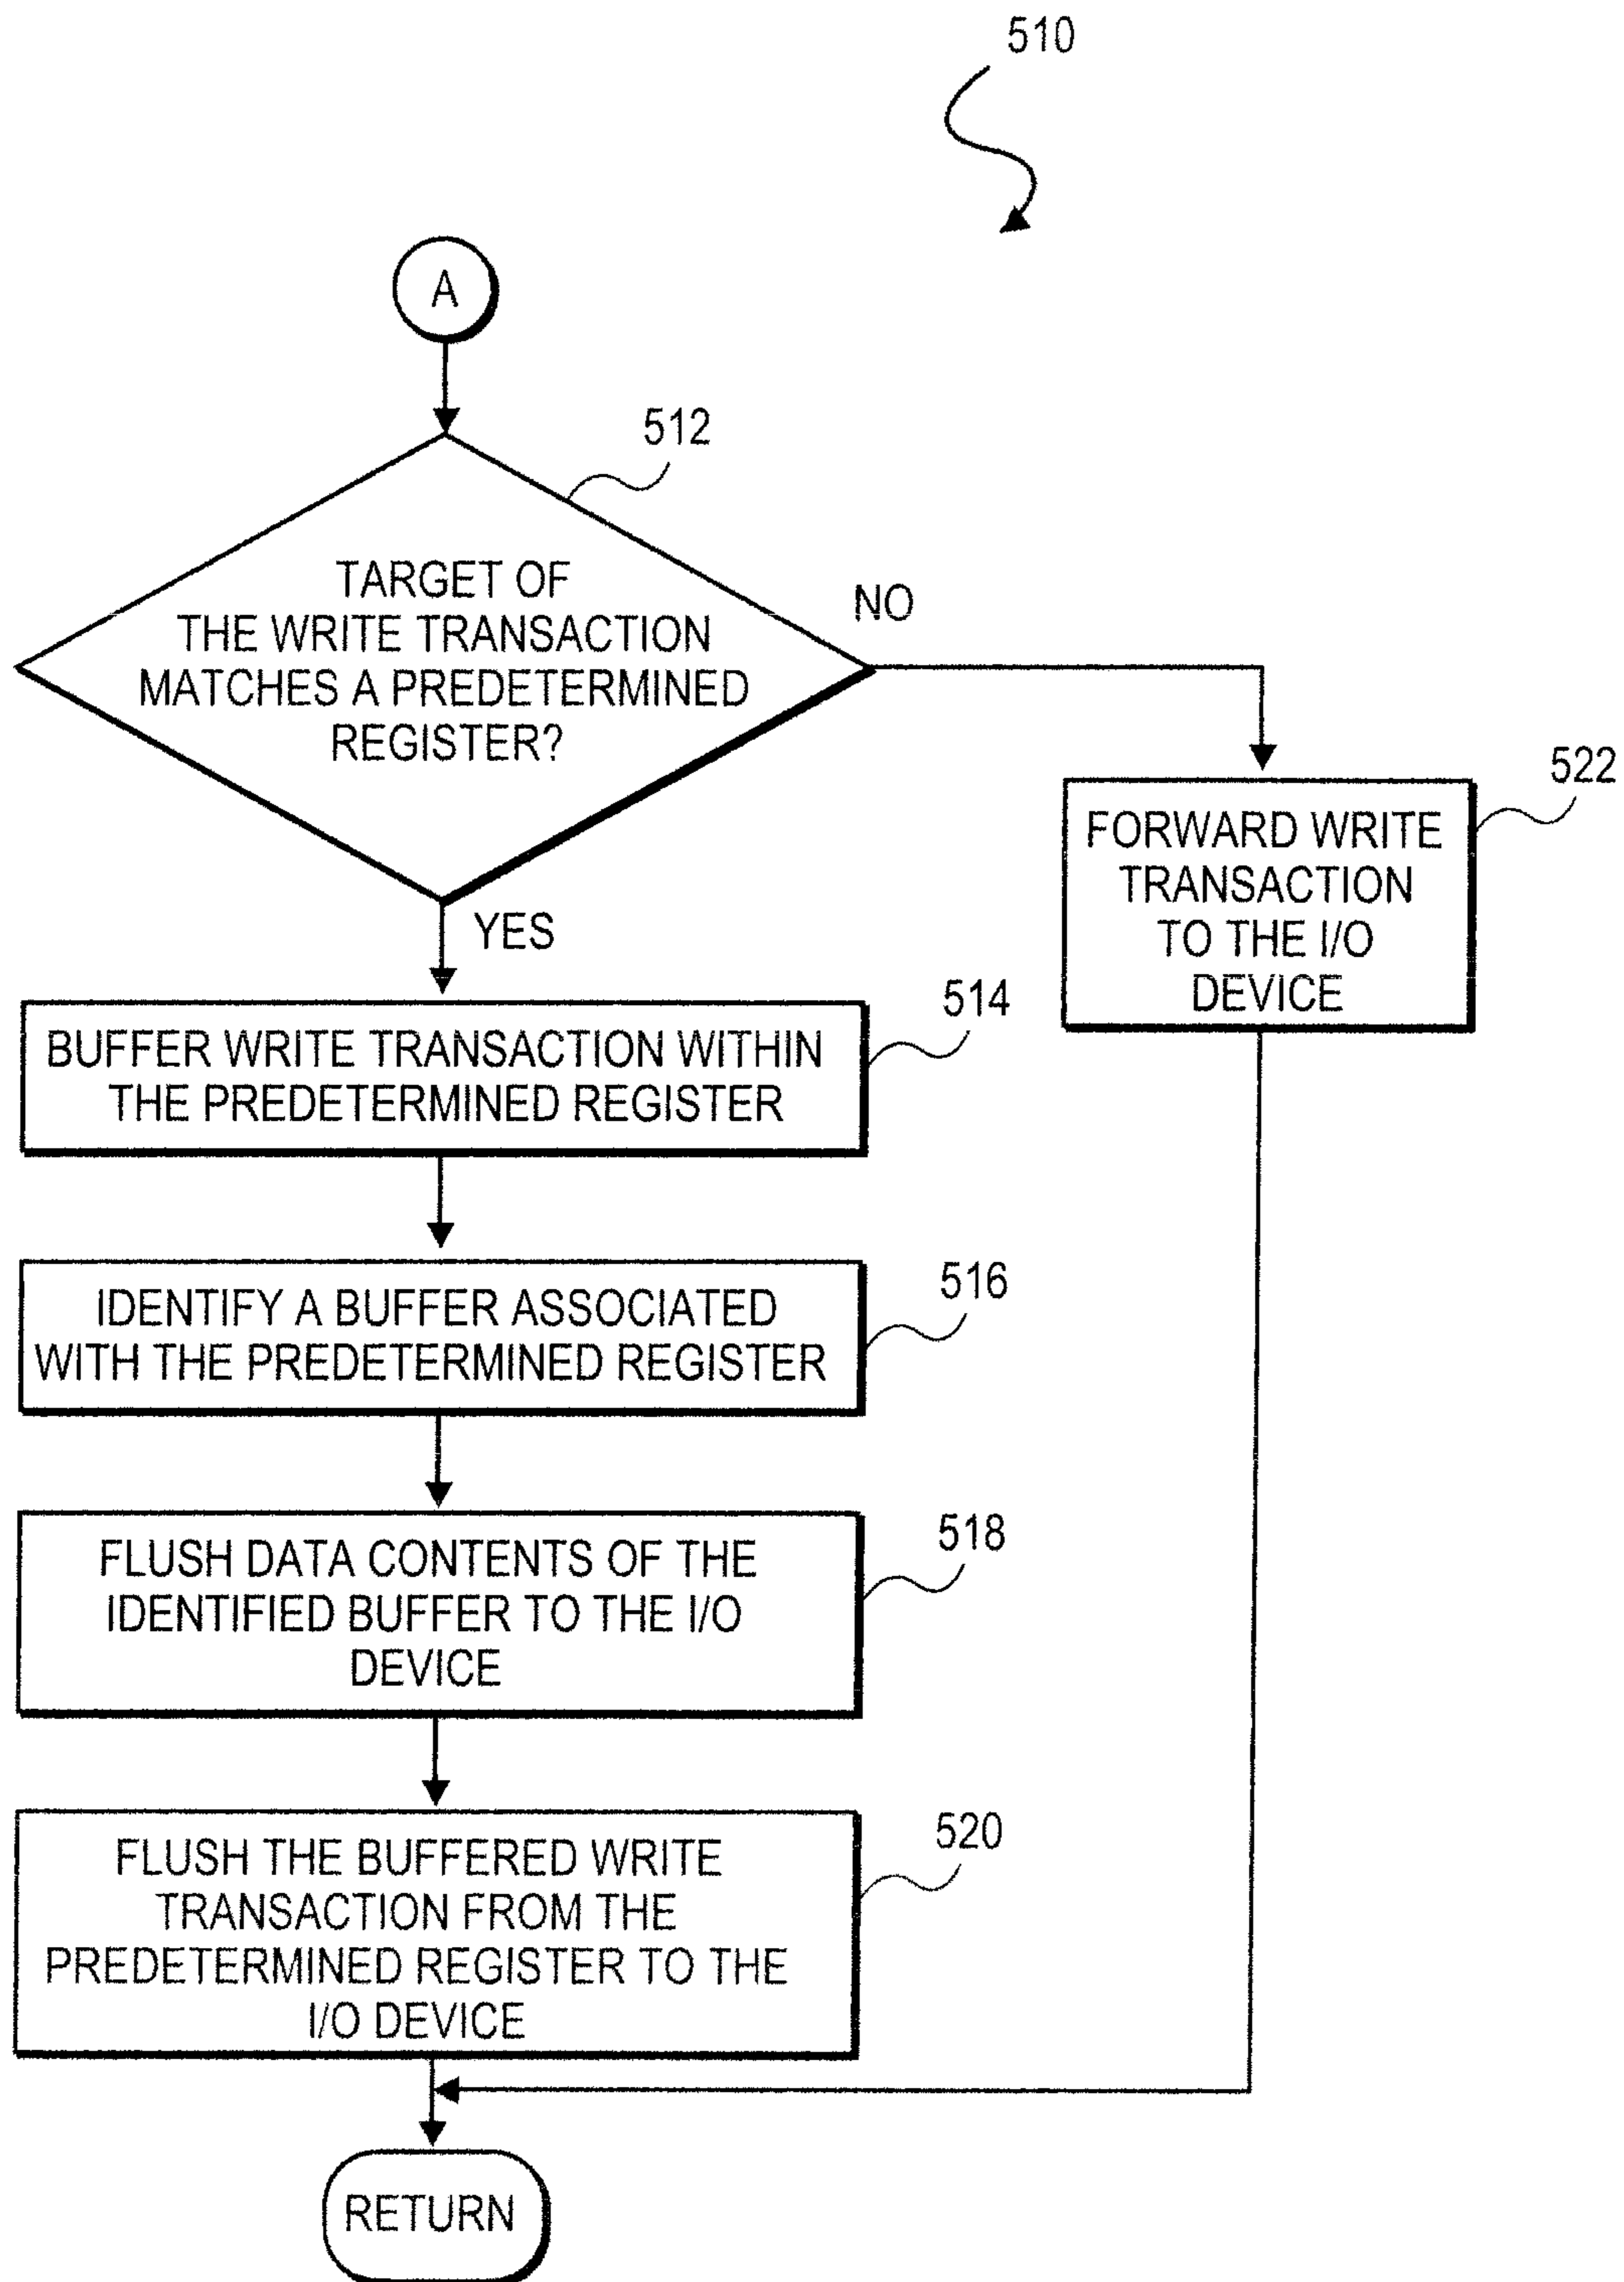 510
A
512
TARGET OF
THE WRITE TRANSACTION
MATCHES A PREDETERMINED
REGISTER?
NO
YES
522
FORWARD WRITE
TRANSACTION
TO THE I/O
DEVICE
514
BUFFER WRITE TRANSACTION WITHIN
THE PREDETERMINED REGISTER
516
IDENTIFY A BUFFER ASSOCIATED
WITH THE PREDETERMINED REGISTER
518
FLUSH DATA CONTENTS OF THE
IDENTIFIED BUFFER TO THE I/O
DEVICE
520
FLUSH THE BUFFERED WRITE
TRANSACTION FROM THE
PREDETERMINED REGISTER TO THE
I/O DEVICE
RETURN